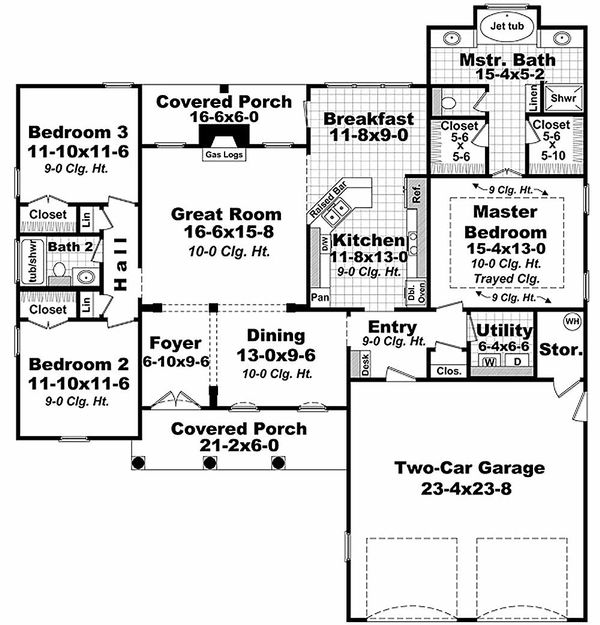 Jet tub
Mstr. Bath
15-4x5-2
Linen
Shwr
Covered Porch
16-6x6-0
Gas Logs
Breakfast
11-8x9-0
Closet
5-6
x
5-6
Closet
5-6
x
5-10
Bedroom 3
11-10x11-6
9-0 Clg. Ht.
Closet
Lin
Great Room
16-6x15-8
10-0 Clg. Ht.
Raised Bar
Ref.
D/W
Kitchen
11-8x13-0
9-0 Clg. Ht.
Pan
Dbl.
Oven
9 Clg. Ht.
Master
Bedroom
15-4x13-0
10-0 Clg. Ht.
Trayed Clg.
9 Clg. Ht.
tub/shwr
Bath 2
Hall
Closet
Lin
Bedroom 2
11-10x11-6
9-0 Clg. Ht.
Foyer
6-10x9-6
Dining
13-0x9-6
10-0 Clg. Ht.
Entry
9-0 Clg. Ht.
Desk
Clos.
Utility
6-4x6-6
W
D
WH
Stor.
Covered Porch
21-2x6-0
Two-Car Garage
23-4x23-8